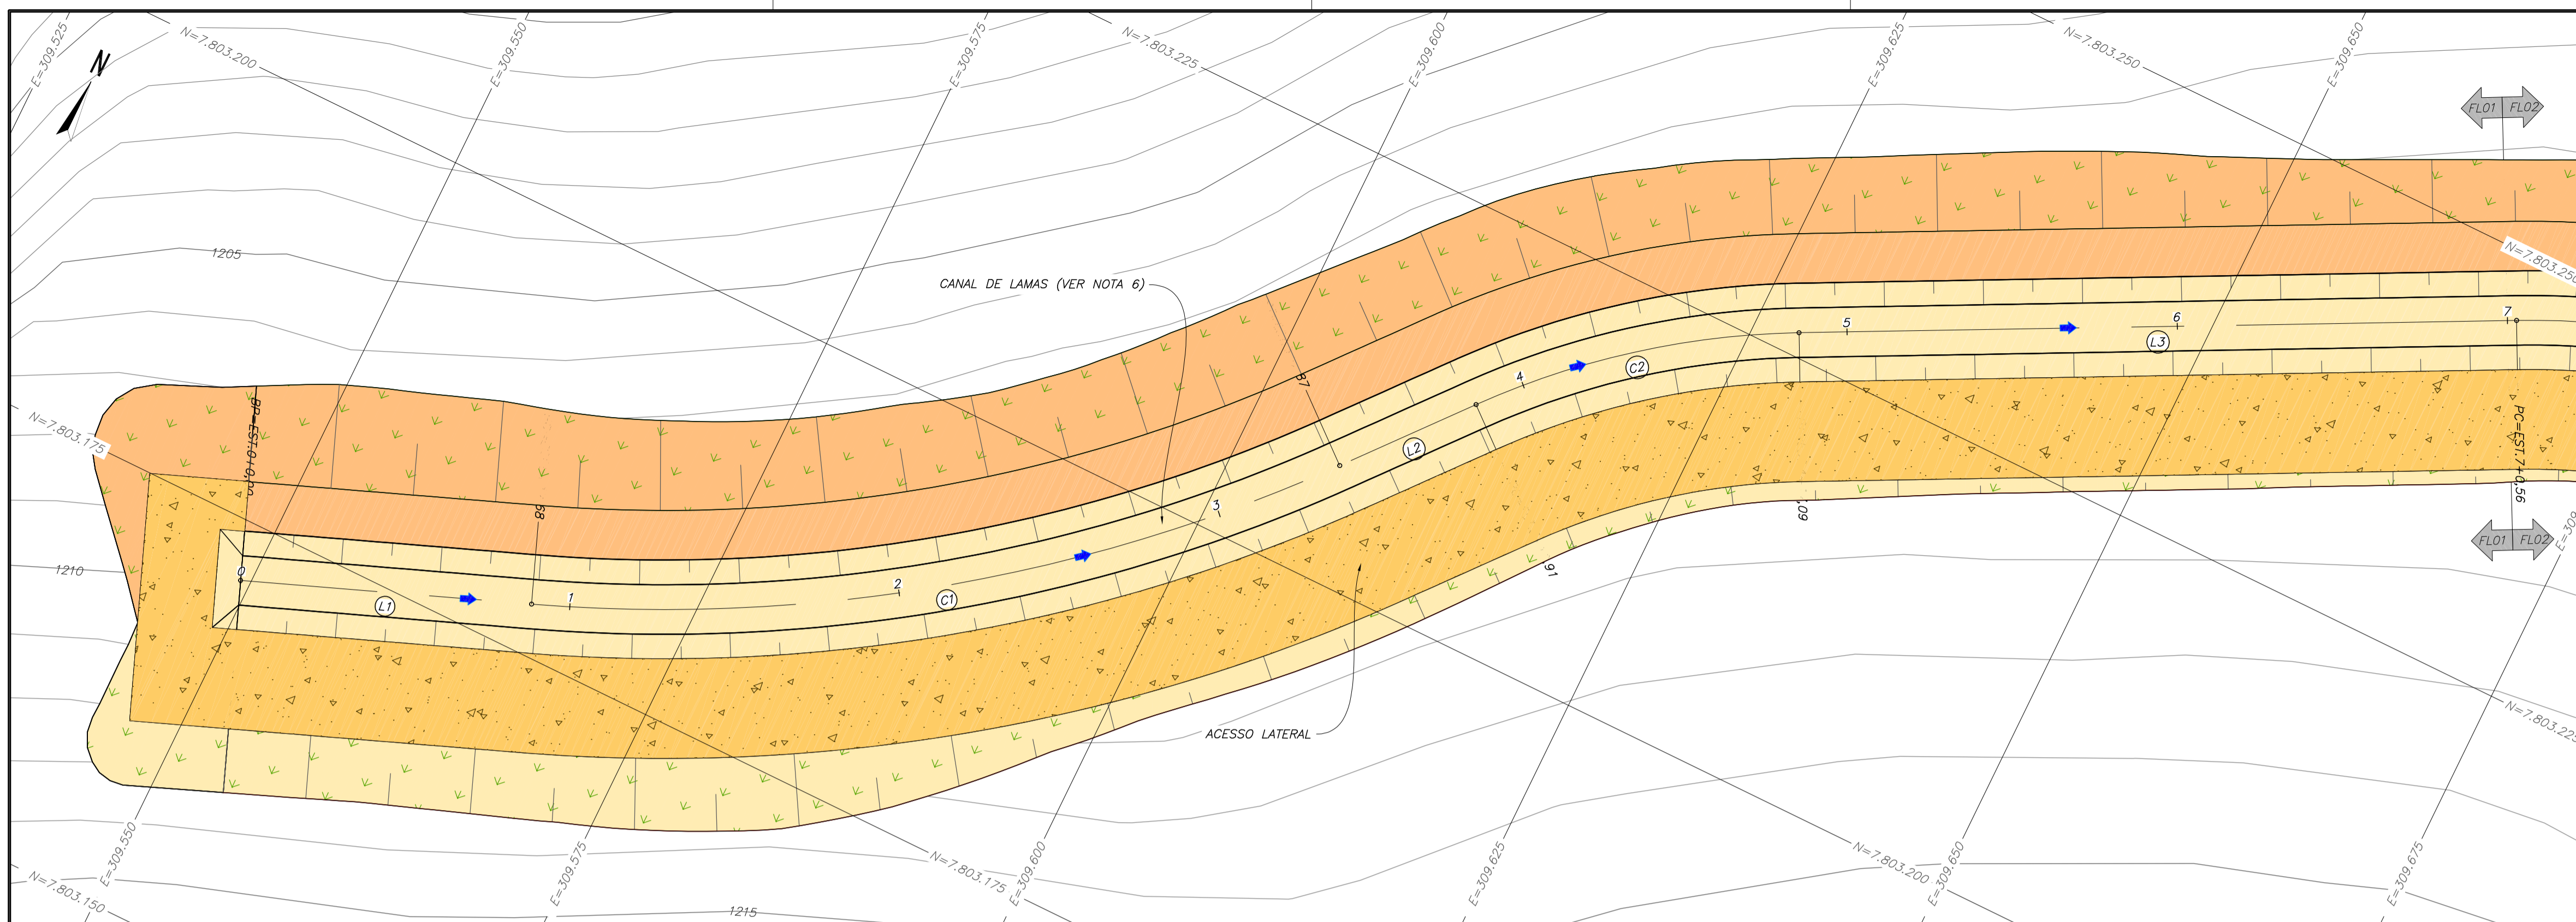 E=309.525
E=309.550
E=309.575
E=309.600
E=309.625
E=309.650
N=7.803.200
N=7.803.225
N=7.803.250
N
FL01 FL02
1205
CANAL DE LAMAS (VER NOTA 6)
N=7.803.250
5
6
7
L3
C2
4
87
L2
N=7.803.175
BP=EST.0+0,00
68
3
PC=EST.7+0,56
,09
FL01 FL02
1210
0
L1
1
2
C1
91
ACESSO LATERAL
N=7.803.225
E=309.550
E=309.575
E=309.600
E=309.625
E=309.650
E=309.675
N=7.803.150
N=7.803.175
N=7.803.200
1215